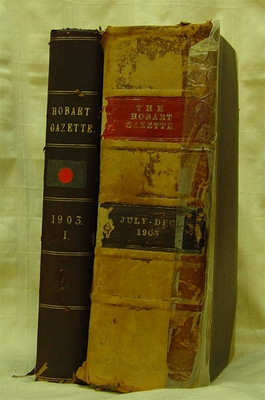 HOBART
GAZETTE.
1903.
I.
THE
HOBART
GAZETTE
JULY-DEC
1903